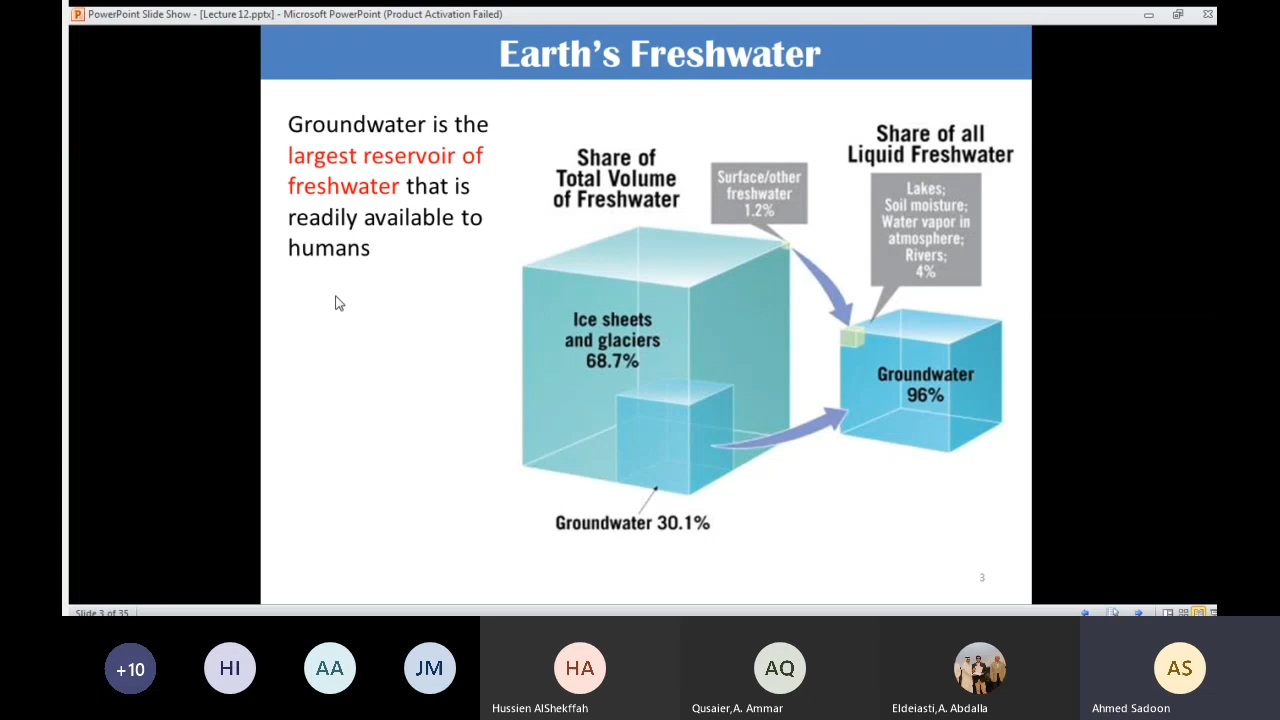 PowerPoint Slide Show - [Lecture 12.pptx] - Microsoft PowerPoint (Product Activation Failed)
Earth's Freshwater
Groundwater is the
largest reservoir of
freshwater that is
readily available to
humans
Share of
Total Volume
of Freshwater
Surface/other
freshwater
1.2%
Share of all
Liquid Freshwater
Lakes;
Soil moisture;
Water vapor in
atmosphere;
Rivers;
4%
Ice sheets
and glaciers
68.7%
Groundwater
96%
Groundwater 30.1%
3
Slide 3 of 35
+10
HI
AA
JM
HA
AQ
AS
Hussien AlShekffah
Qusaier,A. Ammar
Eldeiasti,A. Abdalla
Ahmed Sadoon